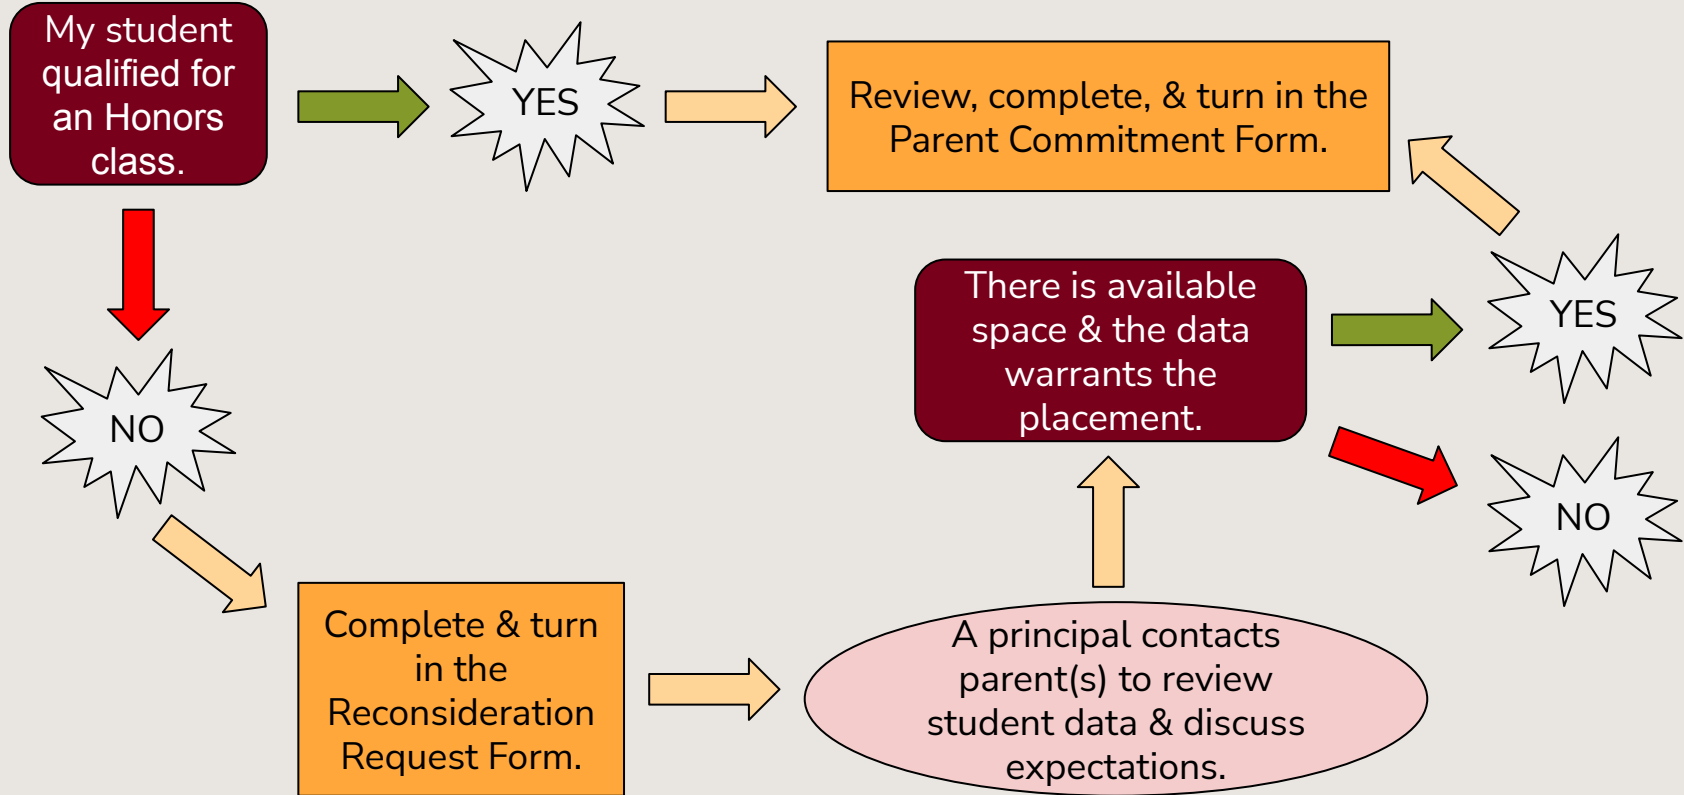 My student
qualified for
an Honors
class.
YES
Review, complete, & turn in the
Parent Commitment Form.
NO
Complete & turn
in the
Reconsideration
Request Form.
A principal contacts
parent(s) to review
student data & discuss
expectations.
There is available
space & the data
warrants the
placement.
YES
NO